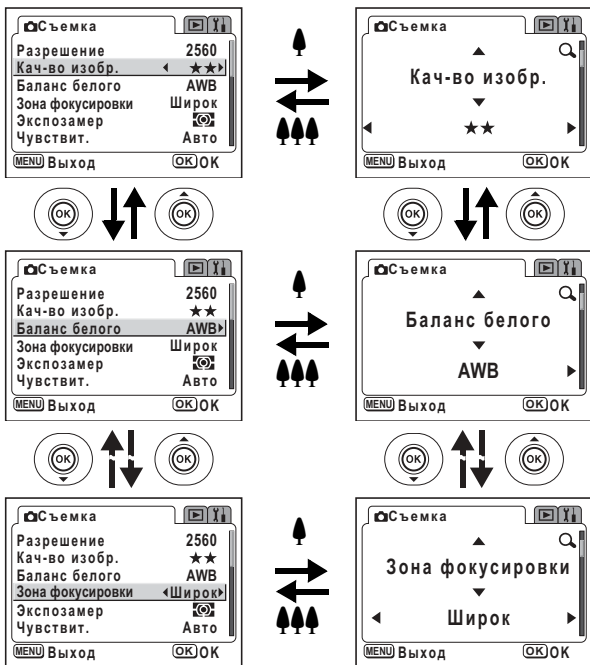 Съемка
Разрешение 2560
Кач-во изобр. ★★
Баланс белого AWB
Зона фокусировки Широк
Экспозамер
Чувствит. Авто
MENU Выход OK OK
Съемка
Кач-во изобр.
★★
MENU Выход OK OK
OK OK OK OK
Съемка
Разрешение 2560
Кач-во изобр. ★★
Баланс белого AWB
Зона фокусировки Широк
Экспозамер
Чувствит. Авто
MENU Выход OK OK
Съемка
Баланс белого
AWB
MENU Выход OK OK
OK OK OK OK
Съемка
Разрешение 2560
Кач-во изобр. ★★
Баланс белого AWB
Зона фокусировки Широк
Экспозамер
Чувствит. Авто
MENU Выход OK OK
Съемка
Зона фокусировки
Широк
MENU Выход OK OK